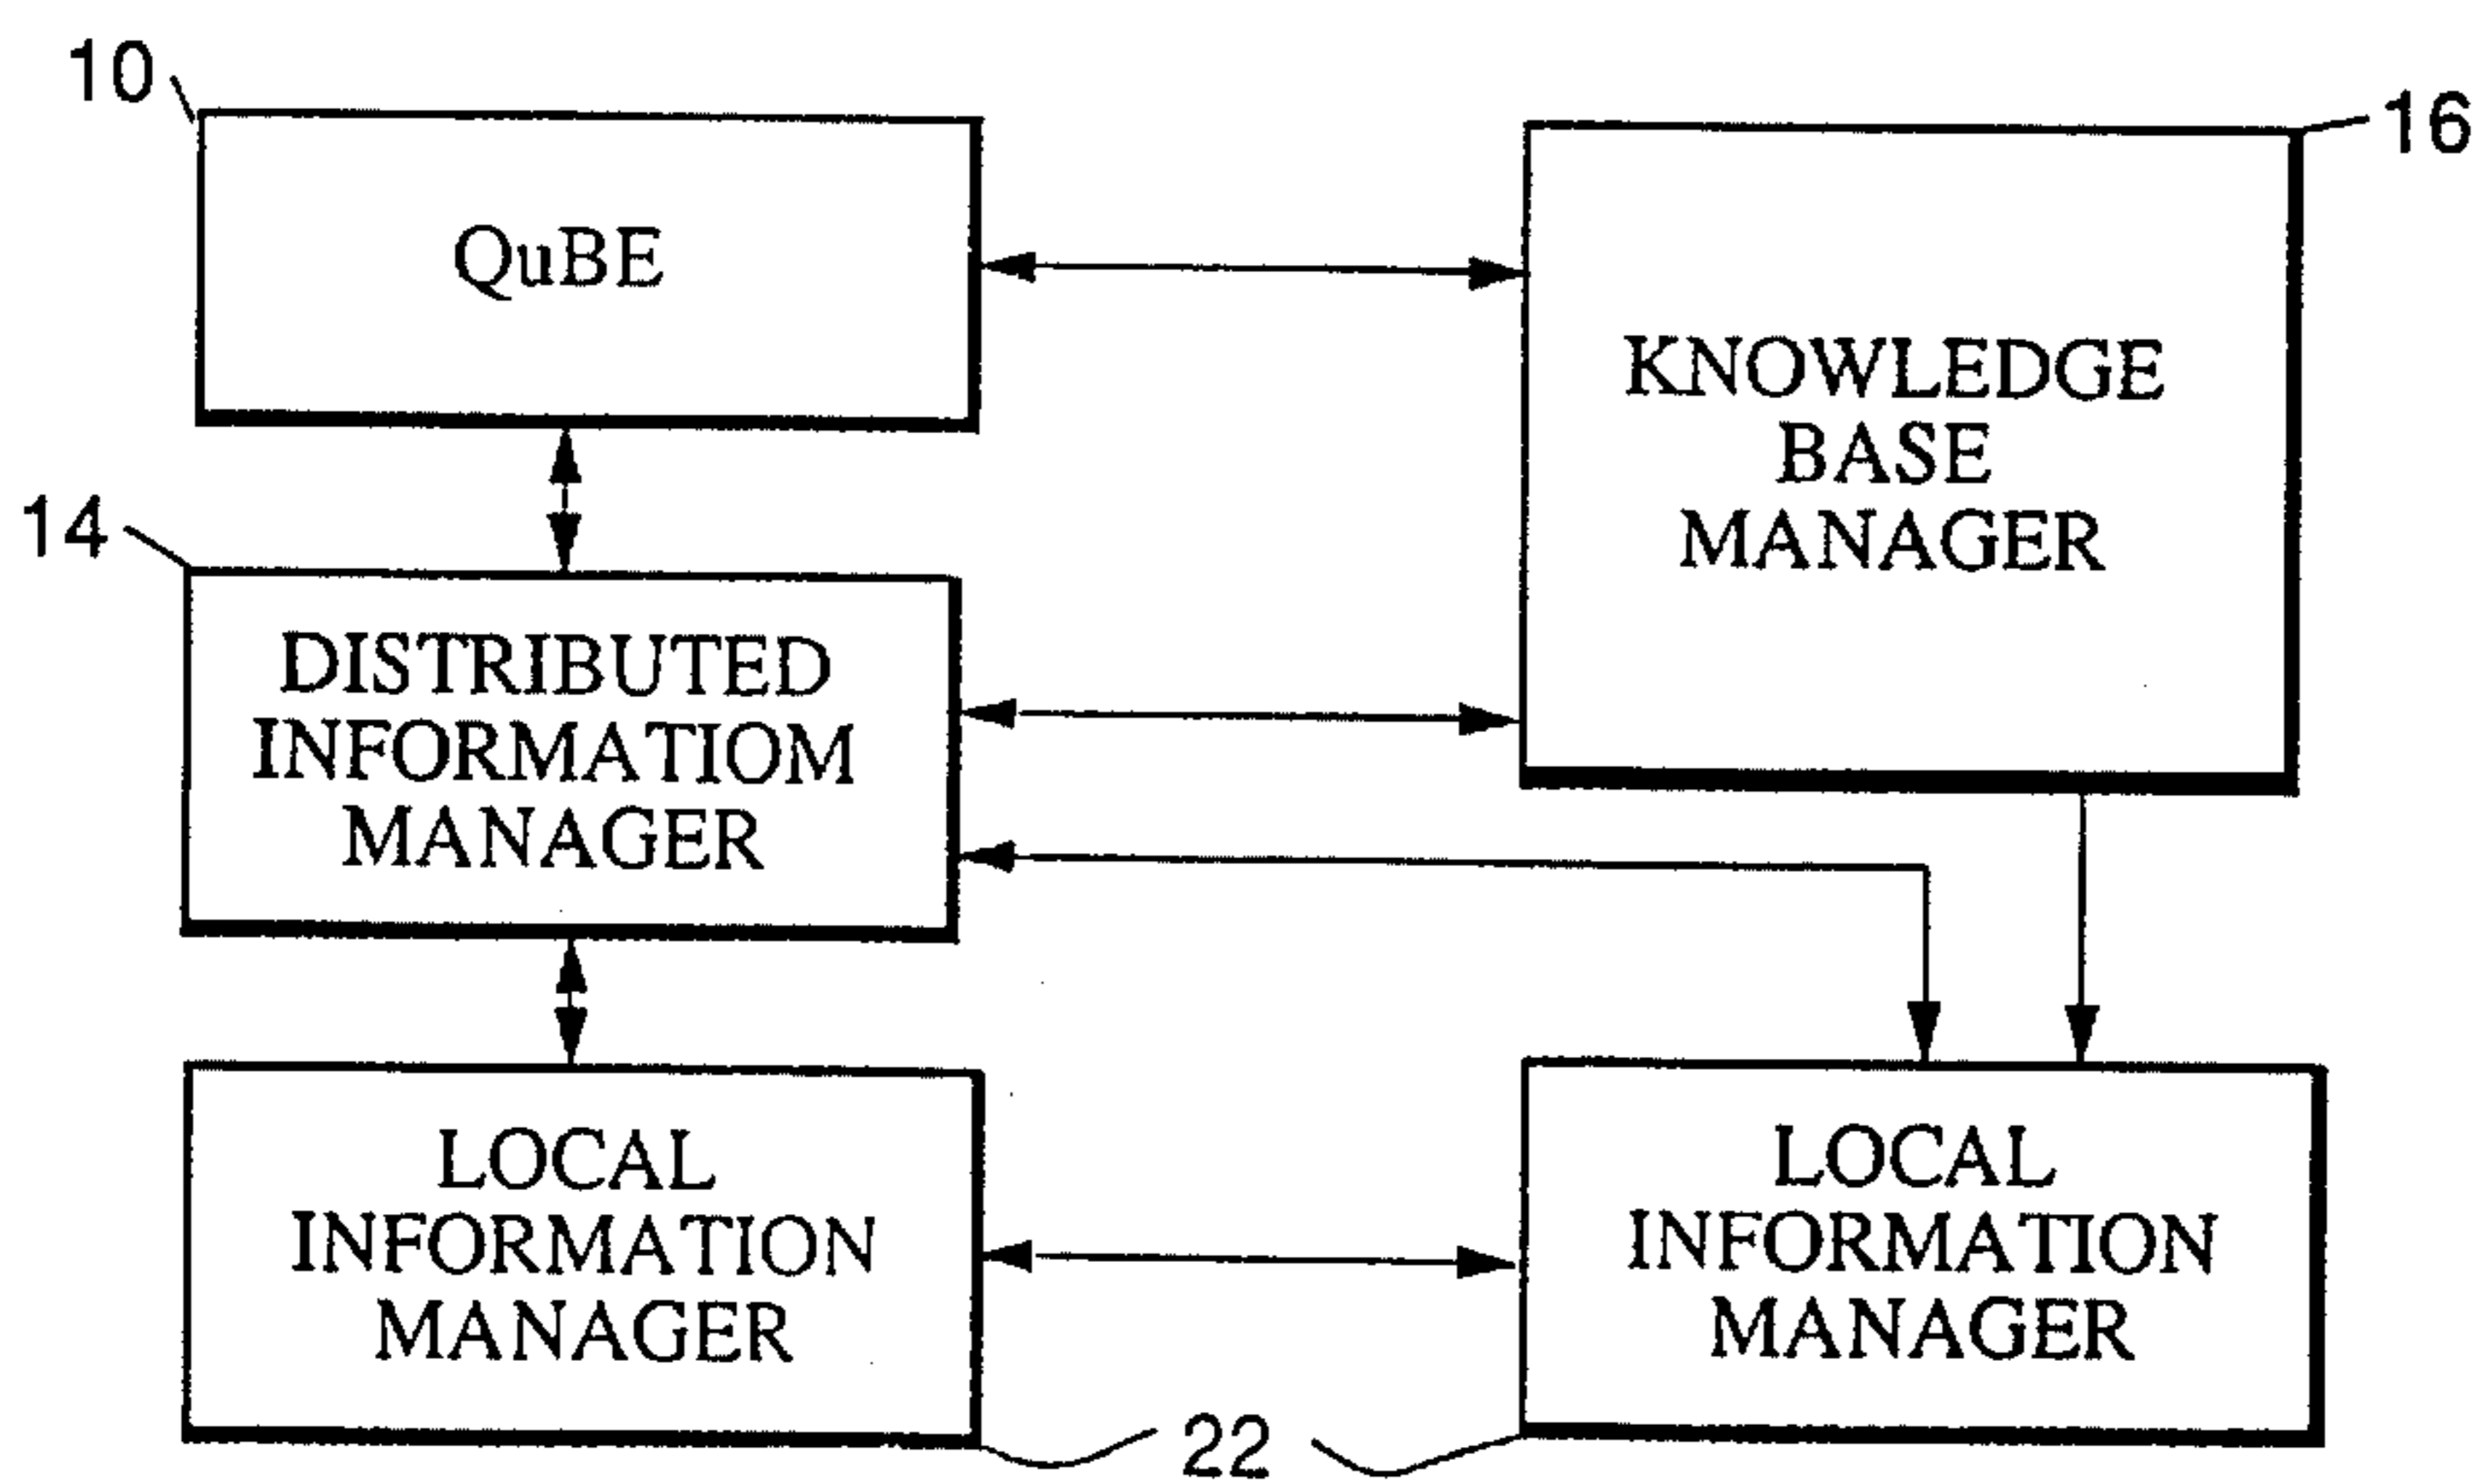 10
QuBE
16
KNOWLEDGE
BASE
MANAGER
14
DISTRIBUTED
INFORMATIOM
MANAGER
LOCAL
INFORMATION
MANAGER
LOCAL
INFORMATION
MANAGER
22